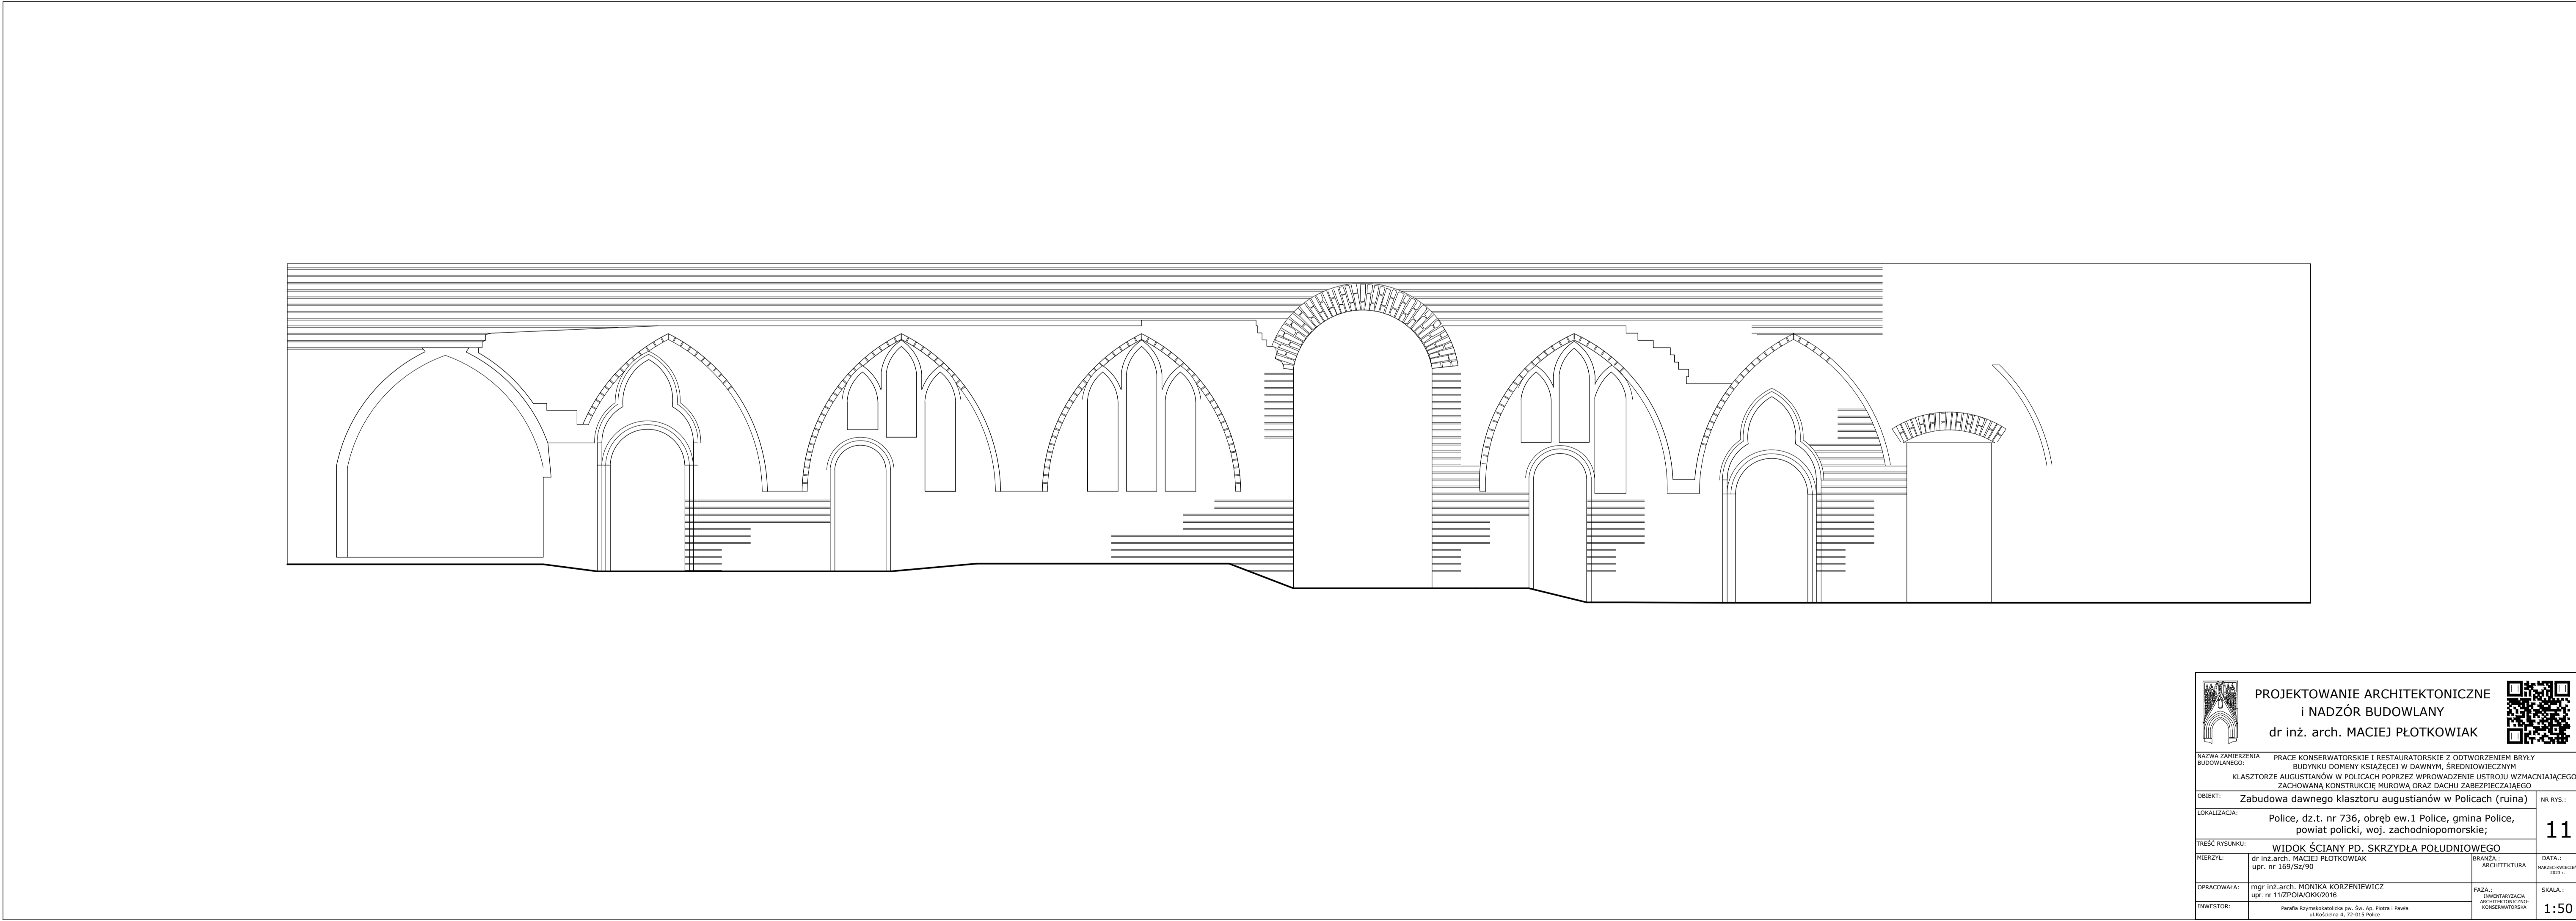 PROJEKTOWANIE ARCHITEKTONICZNE
i NADZÓR BUDOWLANY
dr inż. arch. MACIEJ PŁOTKOWIAK
NAZWA ZAMIERZENIA
BUDOWLANEGO:
PRACE KONSERWATORSKIE I RESTAURATORSKIE Z ODTWORZENIEM BRYŁY
BUDYNKU DOMENY KSIĄŻĘCEJ W DAWNYM, ŚREDNIOWIECZNYM
KLASZTORZE AUGUSTIANÓW W POLICACH POPRZEZ WPROWADZENIE USTROJU WZMACNIAJĄCEGO
ZACHOWANĄ KONSTRUKCJĘ MUROWĄ ORAZ DACHU ZABEZPIECZAJĄEGO
OBIEKT:
Zabudowa dawnego klasztoru augustianów w Policach (ruina)
NR RYS.:
11
LOKALIZACJA:
Police, dz.t. nr 736, obręb ew.1 Police, gmina Police,
powiat policki, woj. zachodniopomorskie;
TREŚĆ RYSUNKU:
WIDOK ŚCIANY PD. SKRZYDŁA POŁUDNIOWEGO
MIERZYŁ:
dr inż.arch. MACIEJ PŁOTKOWIAK
upr. nr 169/Sz/90
BRANŻA.:
ARCHITEKTURA
DATA.:
MARZEC-KWIECIEŃ
2023 r.
OPRACOWAŁA:
mgr inż.arch. MONIKA KORZENIEWICZ
upr. nr 11/ZPOIA/OKK/2016
FAZA.:
INWENTARYZACJA
ARCHITEKTONICZNO-
KONSERWATORSKA
SKALA.:
1:50
INWESTOR:
Parafia Rzymskokatolicka pw. Św. Ap. Piotra i Pawła
ul.Kościelna 4, 72-015 Police